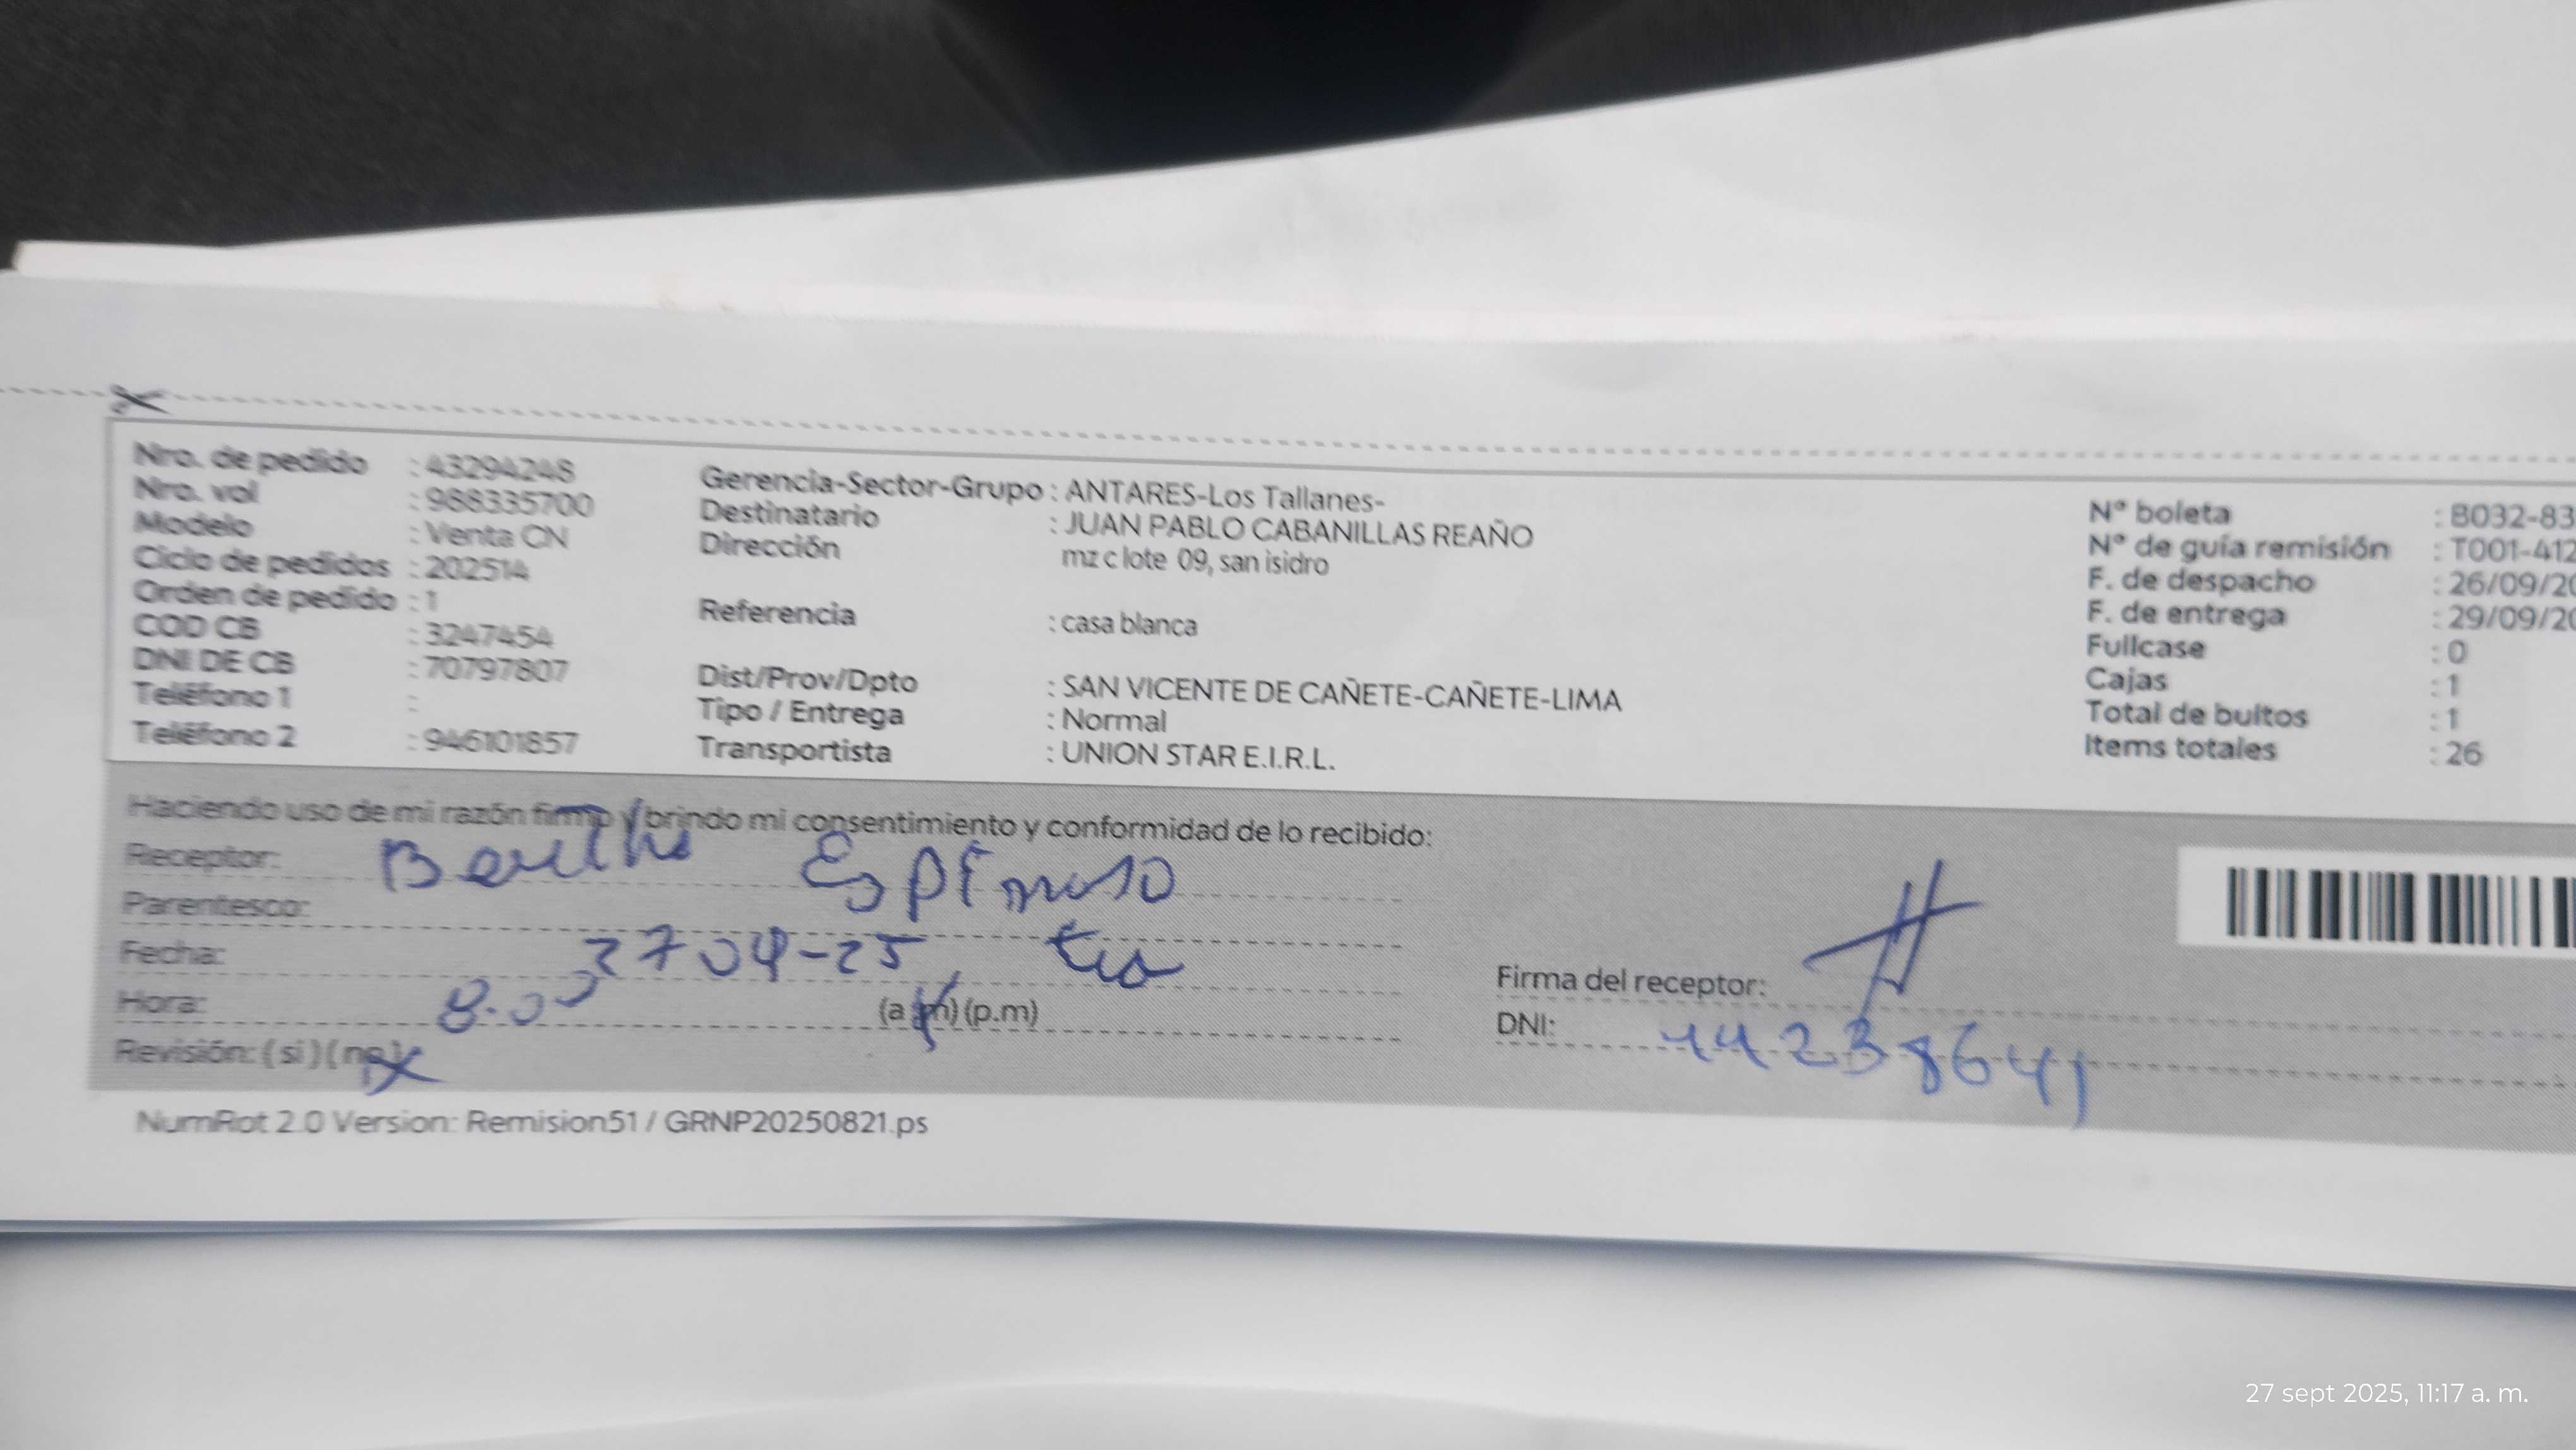 Nro. de pedido : 43294248
Nro. vol : 988335700
Modelo : Venta CN
Ciclo de pedidos : 202514
Orden de pedido : 1
COD CB : 3247454
DNI DE CB : 70797807
Teléfono 1 :
Teléfono 2 : 946101857
Gerencia-Sector-Grupo : ANTARES-Los Tallanes-
Destinatario : JUAN PABLO CABANILLAS REAÑO
Dirección mz c lote 09, san isidro
Referencia : casa blanca
Dist/Prov/Dpto : SAN VICENTE DE CAÑETE-CAÑETE-LIMA
Tipo / Entrega : Normal
Transportista : UNION STAR E.I.R.L.
N° boleta : B032-83
N° de guía remisión : T001-412
F. de despacho : 26/09/20
F. de entrega : 29/09/20
Fullcase : 0
Cajas : 1
Total de bultos : 1
Items totales : 26
Haciendo uso de mi razón firmo y brindo mi consentimiento y conformidad de lo recibido:
Receptor:
Parentesco:
Fecha:
Hora: 8.00 (a.m) (p.m)
Revisión: (si) (no)
Firma del receptor:
DNI: 44238641
NumRot 2.0 Version: Remision51 / GRNP20250821.ps
27 sept 2025, 11:17 a. m.